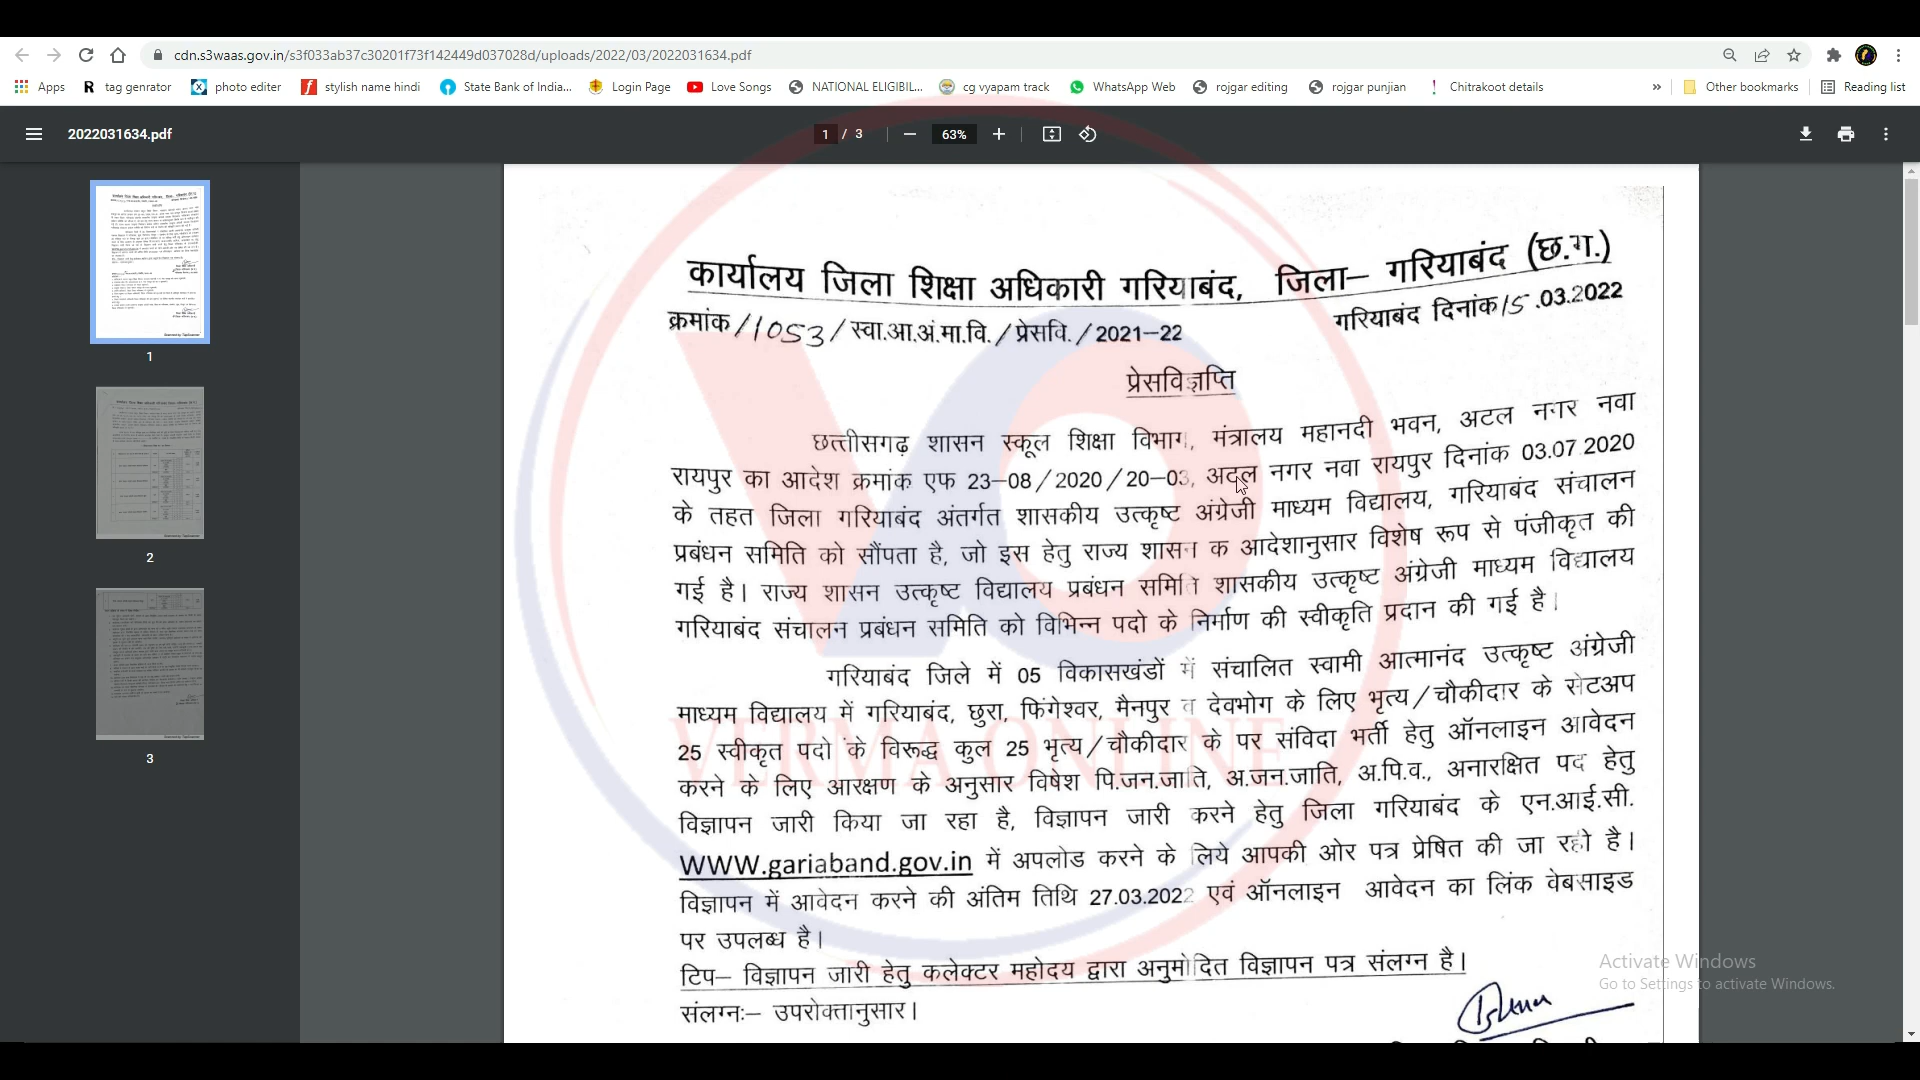 cdn.s3waas.gov.in/s3f033ab37c30201f73f142449d037028d/uploads/2022/03/2022031634.pdf
Apps R tag genrator photo editer stylish name hindi State Bank of India... Login Page Love Songs NATIONAL ELIGIBIL... cg vyapam track WhatsApp Web rojgar editing rojgar punjian Chitrakoot details » Other bookmarks Reading list
2022031634.pdf 1 / 3 63%
1
2
3
कार्यालय जिला शिक्षा अधिकारी गरियाबंद, जिला– गरियाबंद (छ.ग.)
क्रमांक /1053/ स्वा.आ.अं.मा.वि. / प्रेसवि. / 2021–22 गरियाबंद दिनांक 15 .03.2022
प्रेसविज्ञप्ति
छत्तीसगढ़ शासन स्कूल शिक्षा विभाग, मंत्रालय महानदी भवन, अटल नगर नवा
रायपुर का आदेश क्रमांक एफ 23–08/2020/20–03, अटल नगर नवा रायपुर दिनांक 03.07.2020
के तहत जिला गरियाबंद अंतर्गत शासकीय उत्कृष्ट अंग्रेजी माध्यम विद्यालय, गरियाबंद संचालन
प्रबंधन समिति को सौंपता है, जो इस हेतु राज्य शासन क आदेशानुसार विशेष रूप से पंजीकृत की
गई है। राज्य शासन उत्कृष्ट विद्यालय प्रबंधन समिति शासकीय उत्कृष्ट अंग्रेजी माध्यम विद्यालय
गरियाबंद संचालन प्रबंधन समिति को विभिन्न पदो के निर्माण की स्वीकृति प्रदान की गई है।
गरियाबंद जिले में 05 विकासखंडों में संचालित स्वामी आत्मानंद उत्कृष्ट अंग्रेजी
माध्यम विद्यालय में गरियाबंद, छुरा, फिंगेश्वर, मैनपुर व देवभोग के लिए भृत्य/चौकीदार के सेटअप
25 स्वीकृत पदो के विरूद्ध कुल 25 भृत्य/चौकीदार के पर संविदा भर्ती हेतु ऑनलाइन आवेदन
करने के लिए आरक्षण के अनुसार विषेश पि.जन.जाति, अ.जन.जाति, अ.पि.व., अनारक्षित पद हेतु
विज्ञापन जारी किया जा रहा है, विज्ञापन जारी करने हेतु जिला गरियाबंद के एन.आई.सी.
WWW.gariaband.gov.in में अपलोड करने के लिये आपकी ओर पत्र प्रेषित की जा रही है।
विज्ञापन में आवेदन करने की अंतिम तिथि 27.03.2022 एवं ऑनलाइन आवेदन का लिंक वेबसाइड
पर उपलब्ध है।
टिप– विज्ञापन जारी हेतु कलेक्टर महोदय द्वारा अनुमोदित विज्ञापन पत्र संलग्न है।
संलग्नः– उपरोक्तानुसार।
VERMA ONLINE
Activate Windows
Go to Settings to activate Windows.